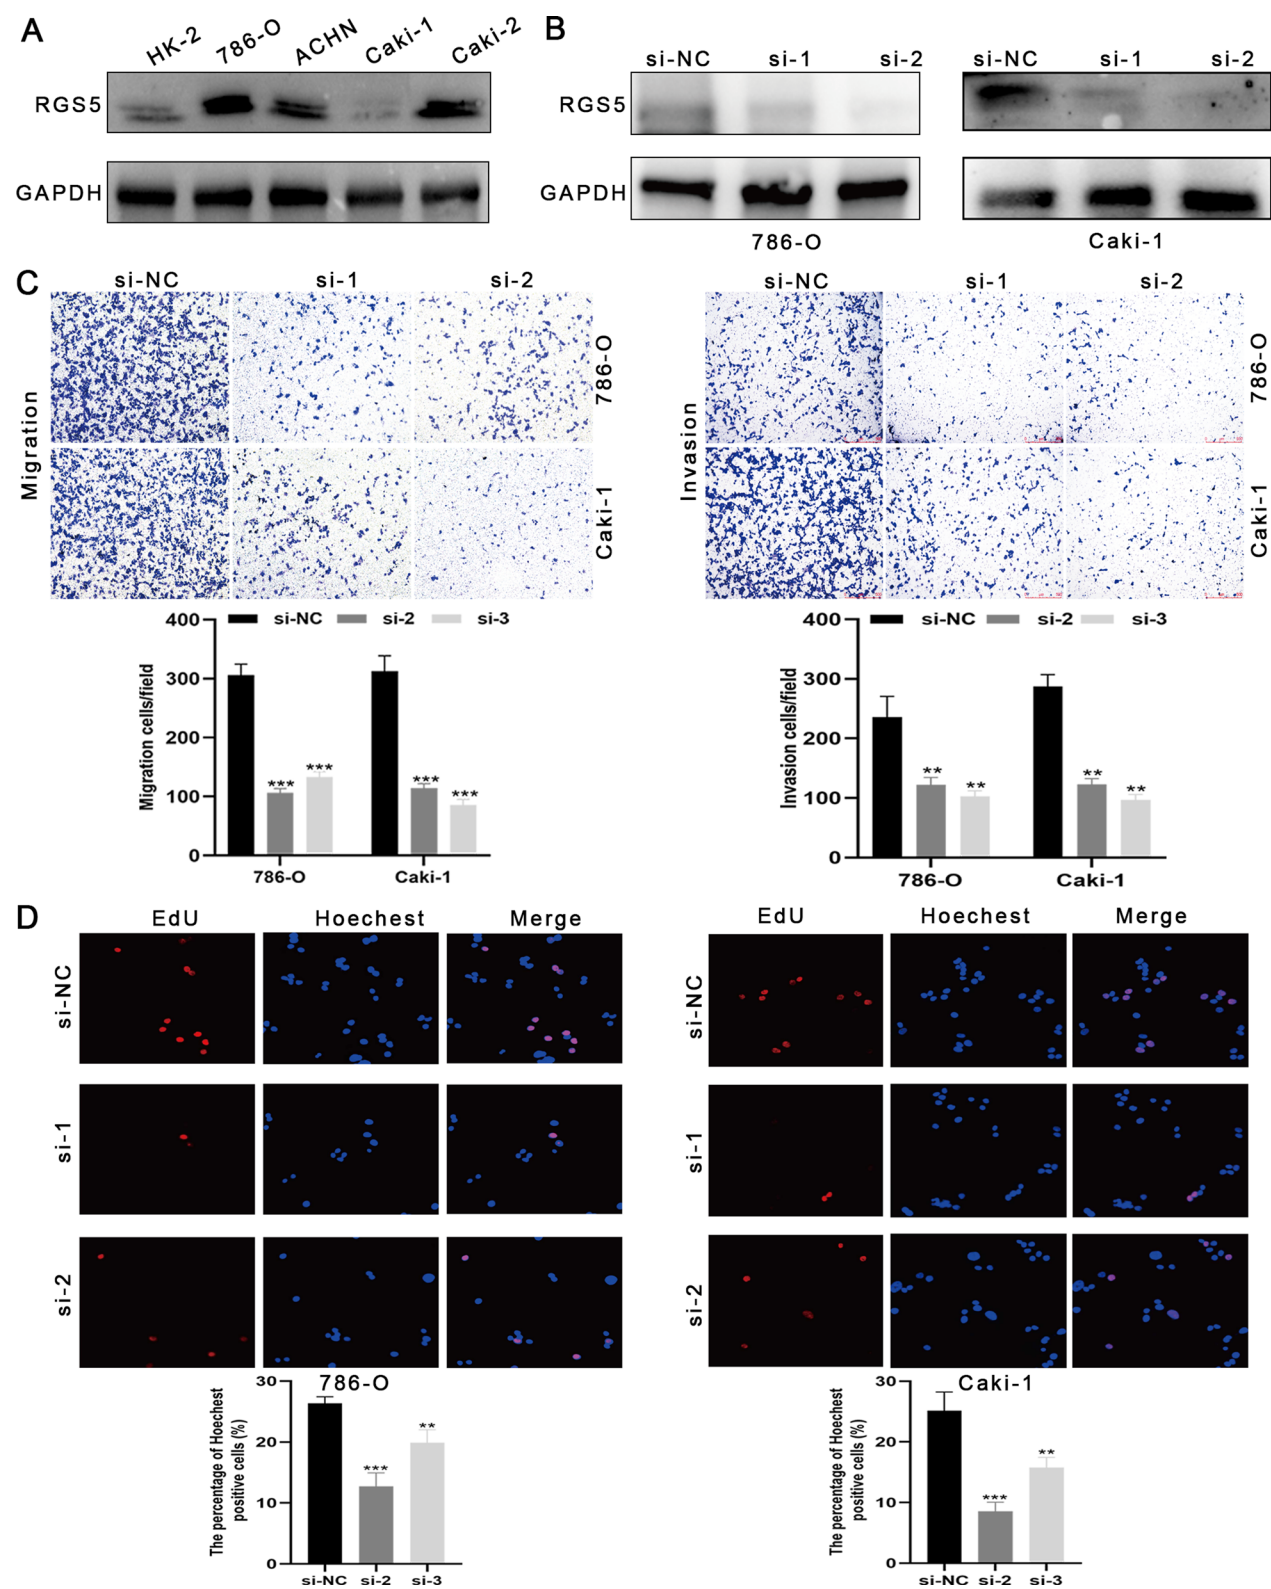 A
HK-2 786-O ACHN Caki-1 Caki-2
RGS5
GAPDH
B
si-NC si-1 si-2 si-NC si-1 si-2
RGS5
GAPDH
786-O Caki-1
C
si-NC si-1 si-2
Migration
786-O
Caki-1
si-NC si-1 si-2
Invasion
786-O
Caki-1
si-NC si-2 si-3
Migration cells/field
400
300
200
100
0
*** *** *** ***
786-O Caki-1
si-NC si-2 si-3
Invasion cells/field
400
300
200
100
0
** ** ** **
786-O Caki-1
D
EdU Hoechest Merge
si-NC
si-1
si-2
786-O
EdU Hoechest Merge
si-NC
si-1
si-2
Caki-1
The percentage of Hoechest
positive cells (%)
30
20
10
0
*** **
si-NC si-2 si-3
The percentage of Hoechest
positive cells (%)
30
20
10
0
*** **
si-NC si-2 si-3